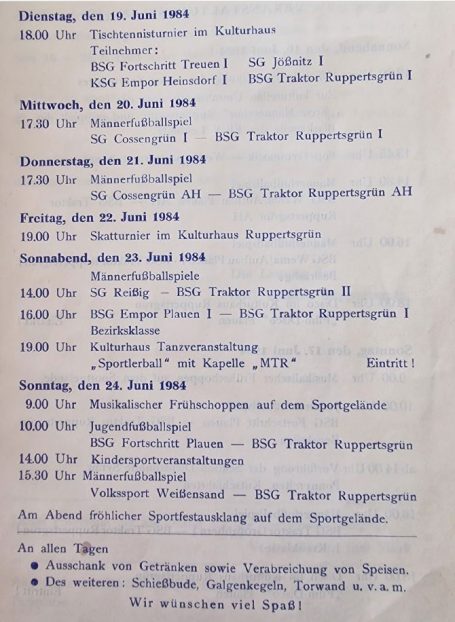 Dienstag, den 19. Juni 1984
18.00 Uhr Tischtennisturnier im Kulturhaus
Teilnehmer:
BSG Fortschritt Treuen I SG Jößnitz I
KSG Empor Heinsdorf I BSG Traktor Ruppertsgrün I
Mittwoch, den 20. Juni 1984
17.30 Uhr Männerfußballspiel
SG Cossengrün I — BSG Traktor Ruppertsgrün I
Donnerstag, den 21. Juni 1984
17.30 Uhr Männerfußballspiel
SG Cossengrün AH — BSG Traktor Ruppertsgrün AH
Freitag, den 22. Juni 1984
19.00 Uhr Skatturnier im Kulturhaus Ruppertsgrün
Sonnabend, den 23. Juni 1984
Männerfußballspiele
14.00 Uhr SG Reißig – BSG Traktor Ruppertsgrün II
16.00 Uhr BSG Empor Plauen I — BSG Traktor Ruppertsgrün I
Bezirksklasse
19.00 Uhr Kulturhaus Tanzveranstaltung
„Sportlerball“ mit Kapelle „MTR“ Eintritt !
Sonntag, den 24. Juni 1984
9.00 Uhr Musikalischer Frühschoppen auf dem Sportgelände
10.00 Uhr Jugendfußballspiel
BSG Fortschritt Plauen — BSG Traktor Ruppertsgrün
14.00 Uhr Kindersportveranstaltungen
15.30 Uhr Männerfußballspiel
Volkssport Weißensand — BSG Traktor Ruppertsgrün
Am Abend fröhlicher Sportfestausklang auf dem Sportgelände.
An allen Tagen
● Ausschank von Getränken sowie Verabreichung von Speisen.
● Des weiteren: Schießbude, Galgenkegeln, Torwand u. v. a. m.
Wir wünschen viel Spaß!